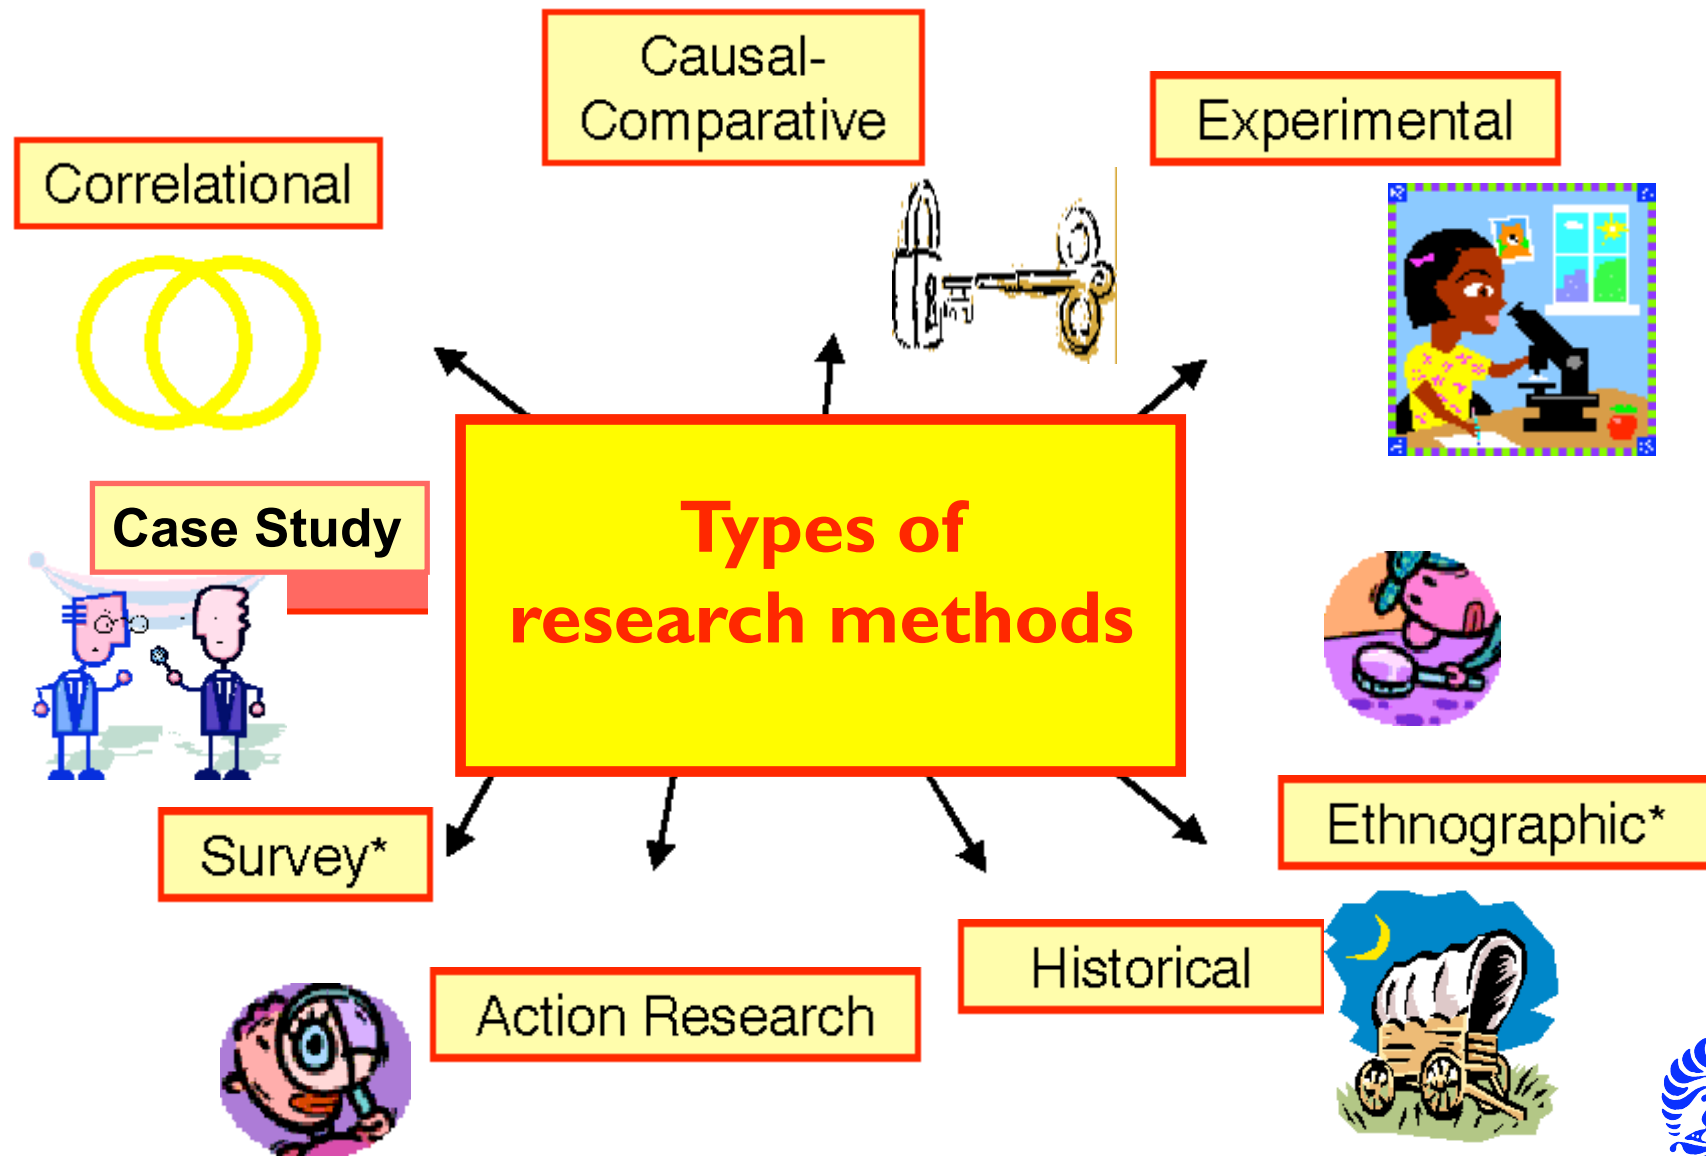 Causal-
Comparative
Experimental
Correlational
Case Study
Types of
research methods
Survey*
Ethnographic*
Historical
Action Research